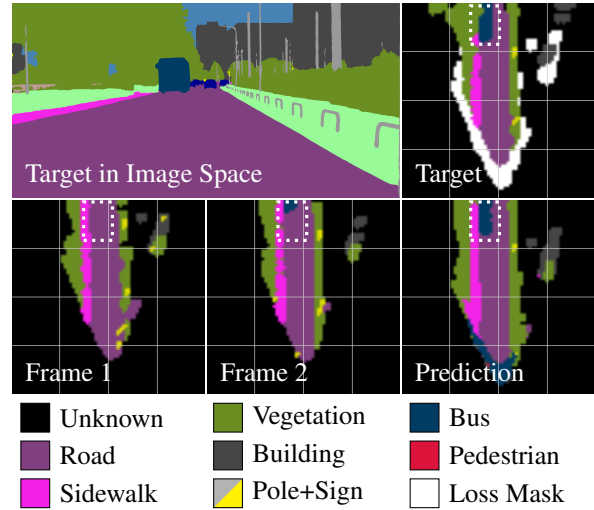 Target in Image Space
Target
Frame 1
Frame 2
Prediction
Unknown
Vegetation
Bus
Road
Building
Pedestrian
Sidewalk
Pole+Sign
Loss Mask